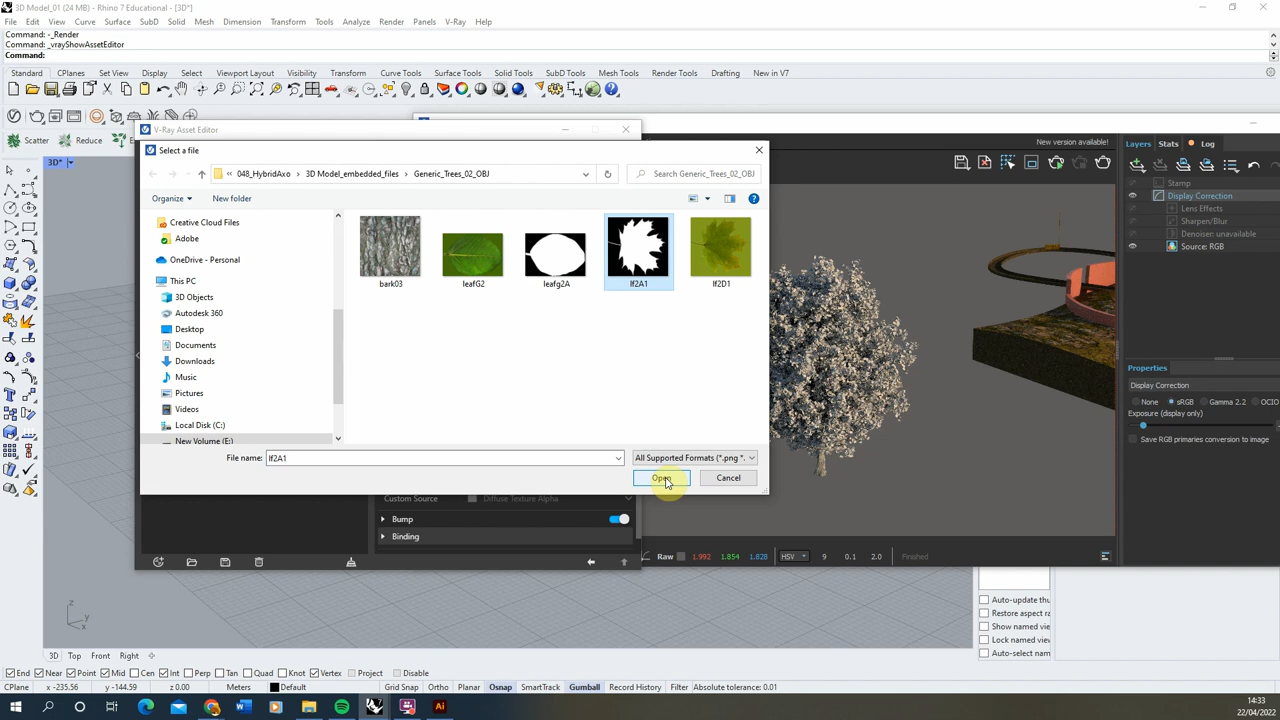 3D Model_01 (24 MB) - Rhino 7 Educational - [3D*]
File Edit View Curve Surface SubD Solid Mesh Dimension Transform Tools Analyze Render Panels V-Ray Help
Command: -_Render
Command: _vrayShowAssetEditor
Command:
Standard CPlanes Set View Display Select Viewport Layout Visibility Transform Curve Tools Surface Tools Solid Tools SubD Tools Mesh Tools Render Tools Drafting New in V7
Scatter Reduce
3D*
V-Ray Asset Editor
Select a file
New version available!
Layers Stats Log
« 048_HybridAxo › 3D Model_embedded_files › Generic_Trees_02_OBJ
Search Generic_Trees_02_OBJ
Organize New folder
Creative Cloud Files
Adobe
OneDrive - Personal
This PC
3D Objects
Autodesk 360
Desktop
Documents
Downloads
Music
Pictures
Videos
Local Disk (C:)
New Volume (E:)
bark03 leafG2 leafg2A lf2A1 lf2D1
File name: lf2A1
All Supported Formats (*.png *.
Open Cancel
Stamp
Display Correction
Lens Effects
Sharpen/Blur
Denoiser: unavailable
Source: RGB
Properties
Display Correction
None sRGB Gamma 2.2 OCIO
Exposure (display only)
Save RGB primaries conversion to image
Custom Source Diffuse Texture Alpha
Bump
Binding
Raw 1.992 1.854 1.828 HSV 9 0.1 2.0 Finished
Auto-update thu
Restore aspect ra
Show named vie
Lock named view
Auto-select nam
z
y
x
3D Top Front Right
End Near Point Mid Cen Int Perp Tan Quad Knot Vertex Project Disable
CPlane x -235.56 y -144.59 z 0.00 Meters Default Grid Snap Ortho Planar Osnap SmartTrack Gumball Record History Filter Absolute tolerance: 0.01
14:33
22/04/2022